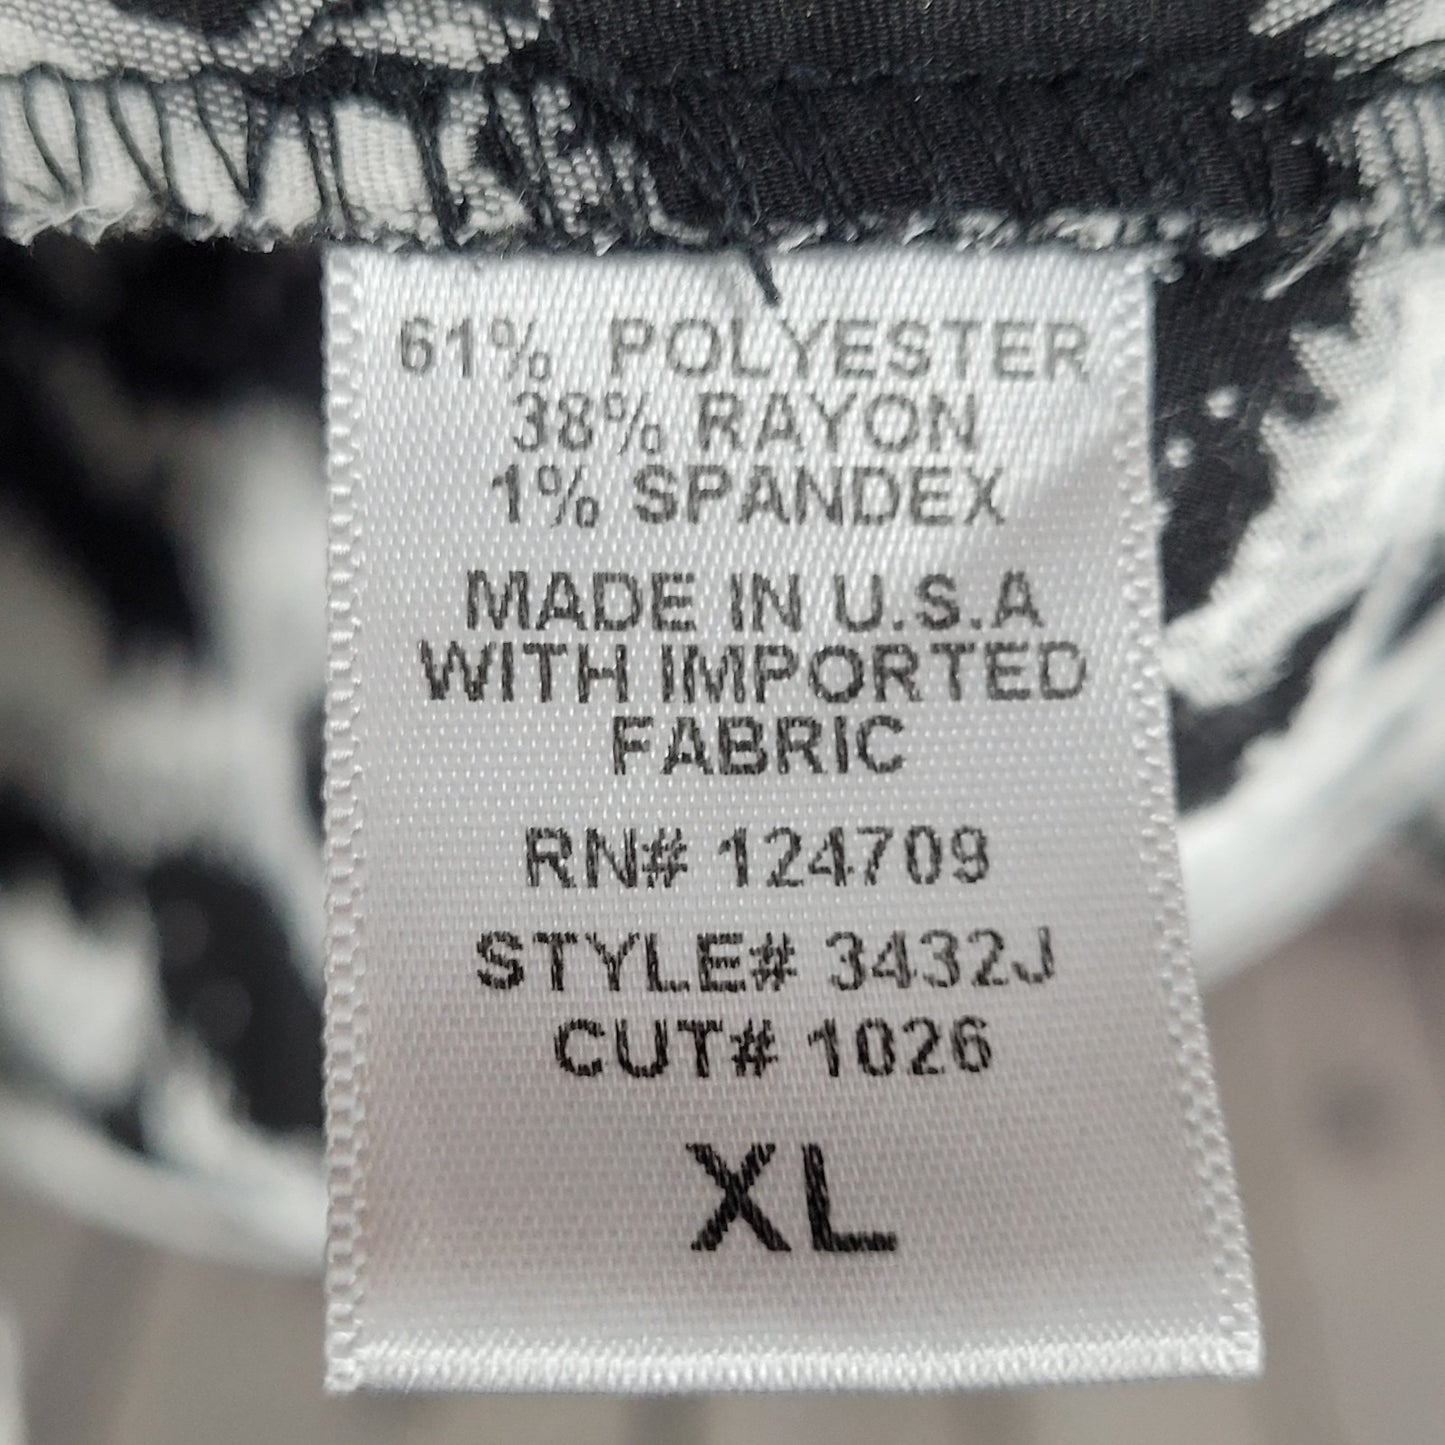 61% POLYESTER
38% RAYON
1% SPANDEX
MADE IN U.S.A
WITH IMPORTED
FABRIC
RN# 124709
STYLE# 3432J
CUT# 1026
XL